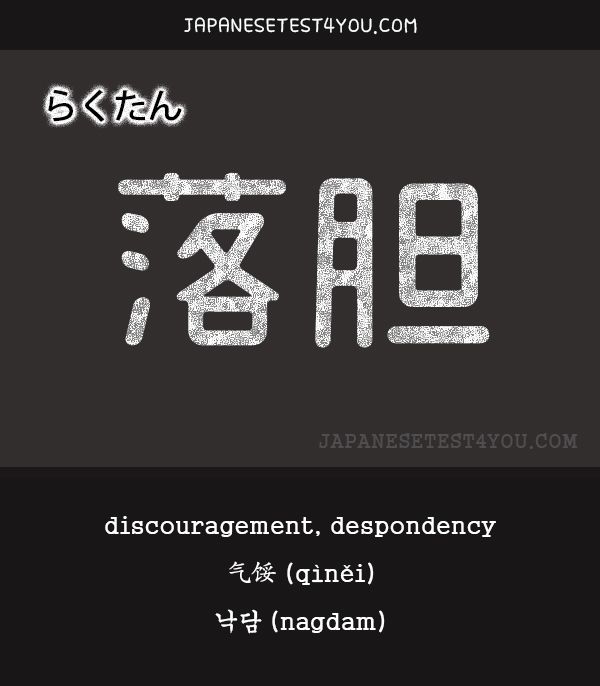 JAPANESETEST4YOU.COM
らくたん
落胆
JAPANESETEST4YOU.COM
discouragement, despondency
气馁 (qìněi)
낙담 (nagdam)